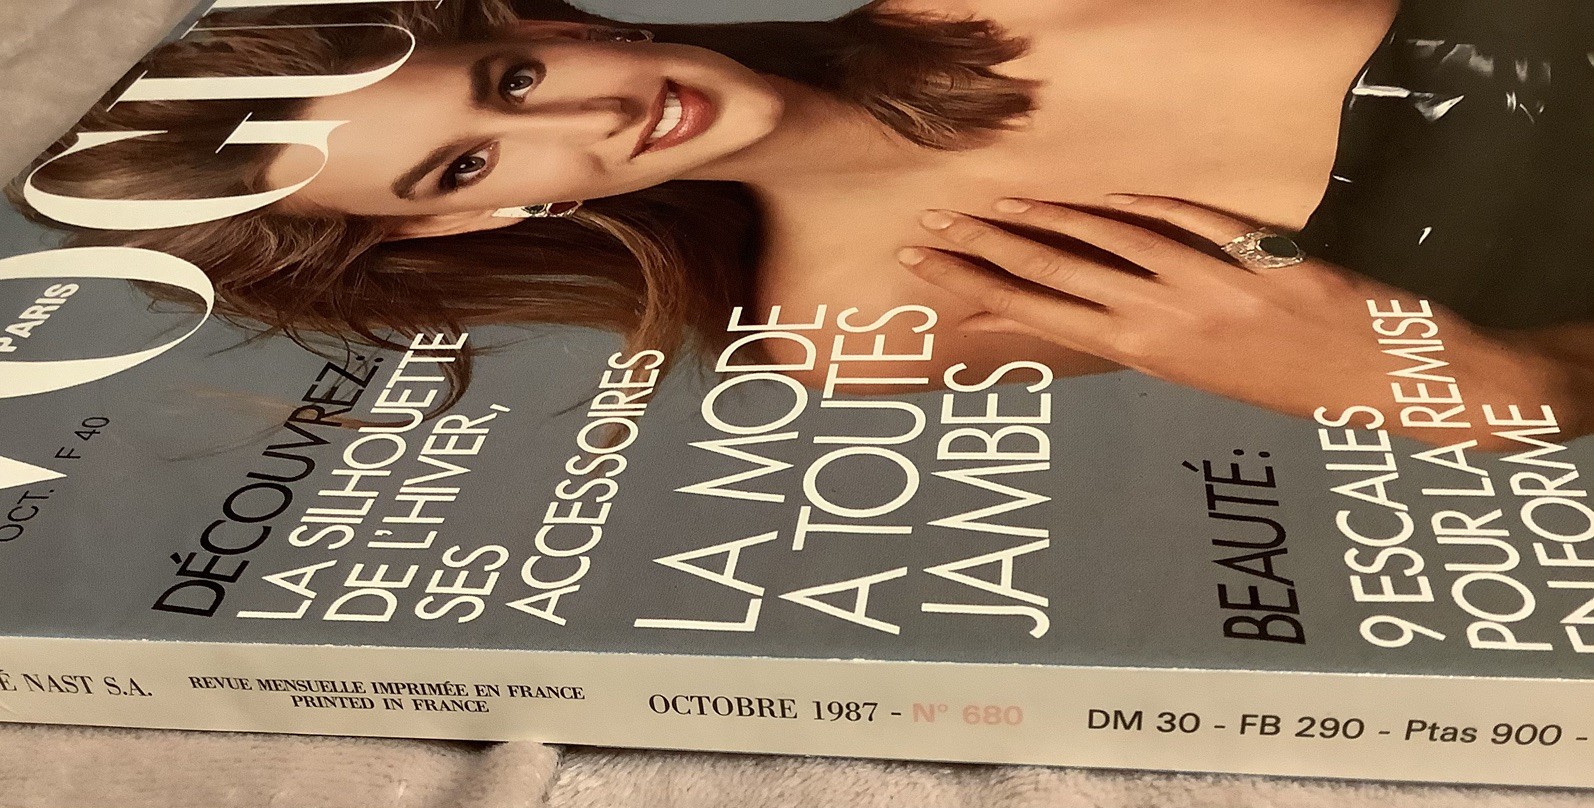 VOGUE
PARIS
OCT. F 40
DÉCOUVREZ:
LA SILHOUETTE
DE L'HIVER,
SES
ACCESSOIRES
LA MODE
A TOUTES
JAMBES
BEAUTÉ:
9 ESCALES
POUR LA REMISE
EN FORME
É NAST S.A.
REVUE MENSUELLE IMPRIMÉE EN FRANCE
PRINTED IN FRANCE
OCTOBRE 1987 - N° 680
DM 30 - FB 290 - Ptas 900 -